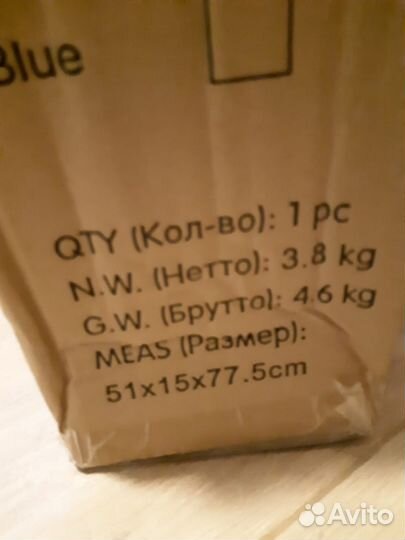 Blue
QTY (Кол-во): 1 pc
N.W. (Нетто): 3.8 kg
G.W. (Брутто): 4.6 kg
MEAS (Размер):
51x15x77.5cm
Avito